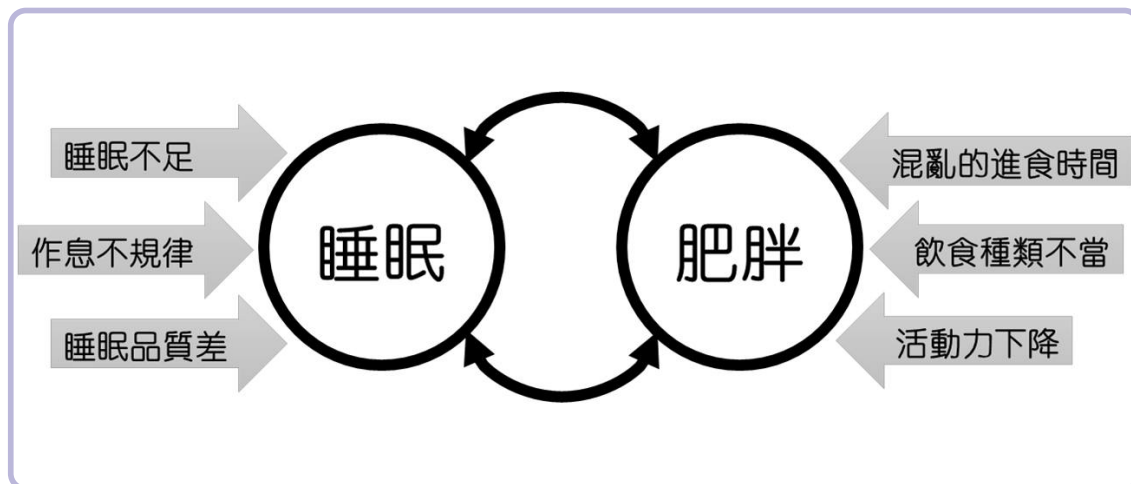 睡眠不足
作息不規律
睡眠品質差
睡眠
肥胖
混亂的進食時間
飲食種類不當
活動力下降